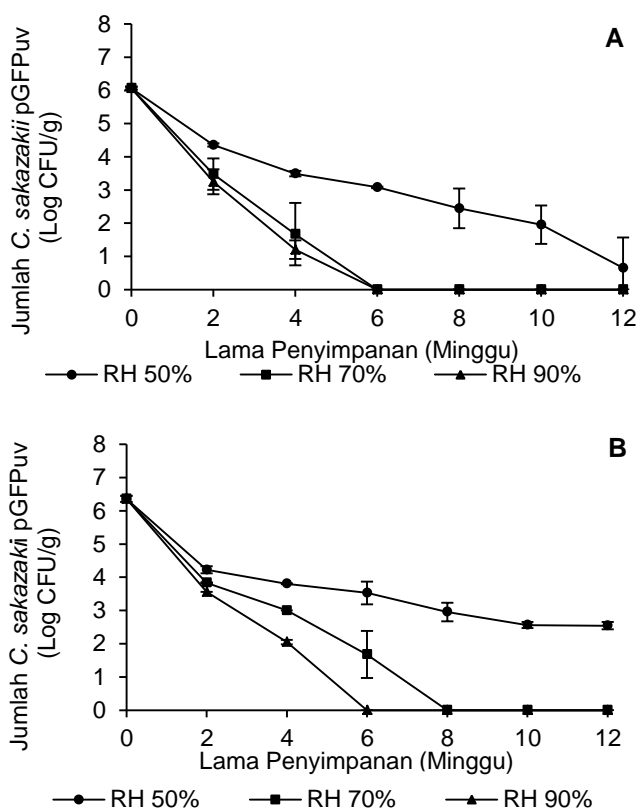 A
Jumlah C. sakazakii pGFPuv
(Log CFU/g)
8
7
6
5
4
3
2
1
0
0 2 4 6 8 10 12
Lama Penyimpanan (Minggu)
RH 50% RH 70% RH 90%
B
Jumlah C. sakazakii pGFPuv
(Log CFU/g)
8
7
6
5
4
3
2
1
0
0 2 4 6 8 10 12
Lama Penyimpanan (Minggu)
RH 50% RH 70% RH 90%